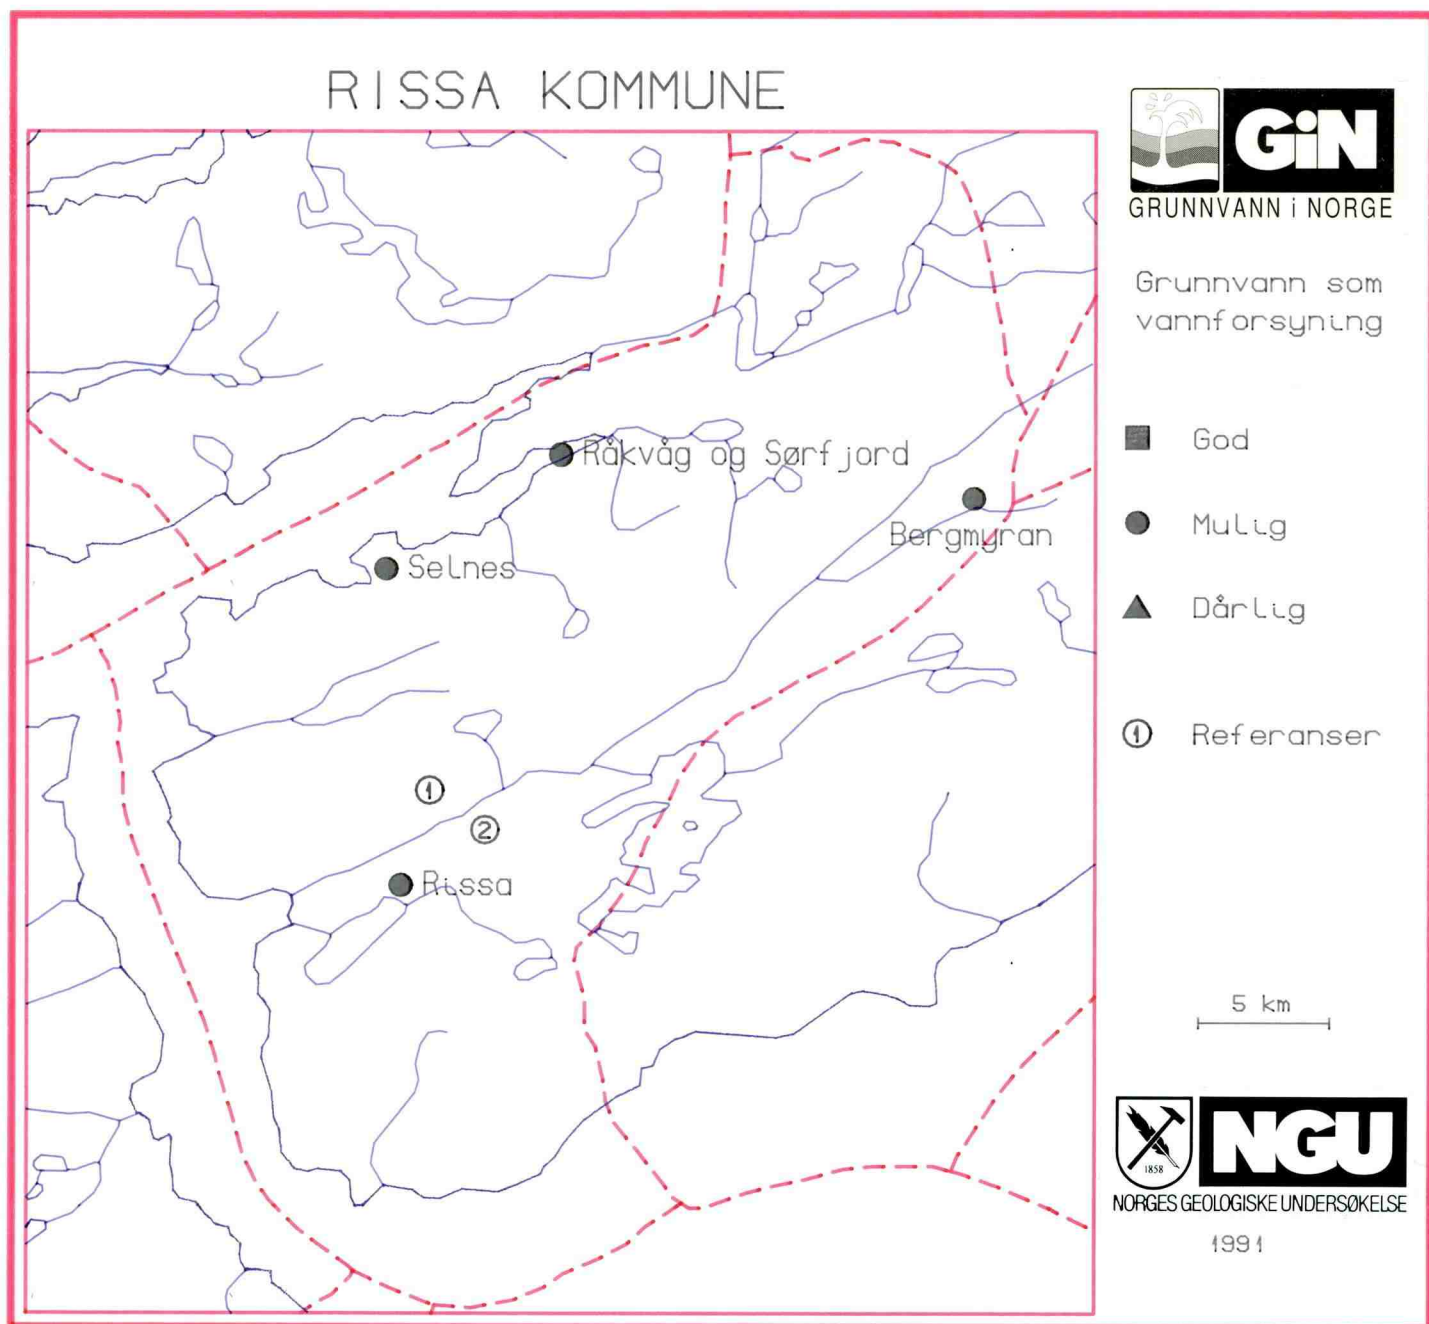 RISSA KOMMUNE
GiN
GRUNNVANN i NORGE
Grunnvann som
vannforsyning
God
Mulig
Dårlig
1 Referanser
Råkvåg og Sørfjord
Bergmyran
Selnes
1
2
Rissa
5 km
1858
NGU
NORGES GEOLOGISKE UNDERSØKELSE
1991